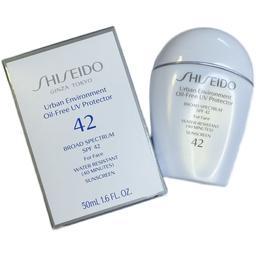 SHISEIDO
GINZA TOKYO
Urban Environment
Oil-Free UV Protector
42
BROAD SPECTRUM
SPF 42
For Face
WATER RESISTANT
(40 MINUTES)
SUNSCREEN
50mL 1.6 FL. OZ.
SHISEIDO
Urban Environment
Oil-Free UV Protector
BROAD SPECTRUM
SPF 42
For Face
WATER RESISTANT
(40 MINUTES)
SUNSCREEN
42